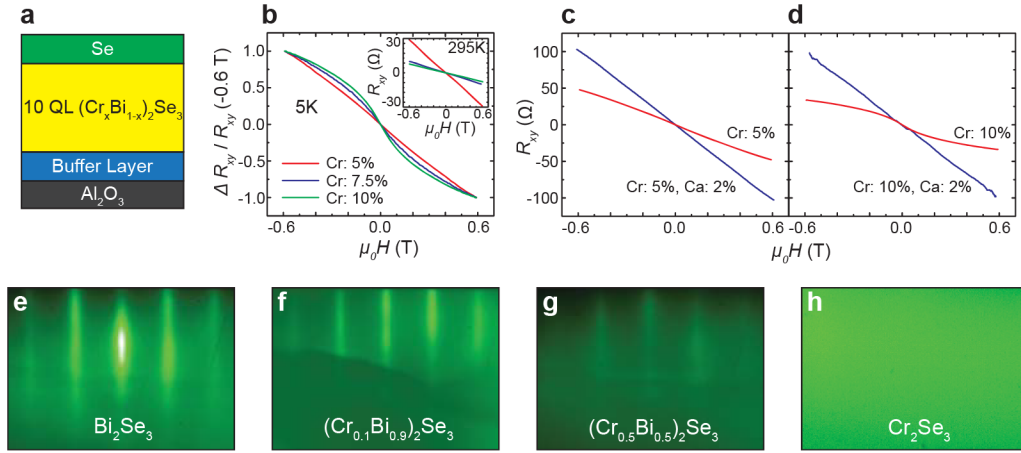 a
Se
10 QL (CrxBi1-x)2Se3
Buffer Layer
Al2O3
b
Δ Rxy / Rxy (-0.6 T)
1.0
0.5
0.0
-0.5
-1.0
5K
Cr: 5%
Cr: 7.5%
Cr: 10%
-0.6
0.0
0.6
μ0H (T)
295K
Rxy (Ω)
30
0
-30
-0.6
0.0
0.6
μ0H (T)
c
Rxy (Ω)
100
50
0
-50
-100
Cr: 5%
Cr: 5%, Ca: 2%
-0.6
0.0
0.6
d
Cr: 10%
Cr: 10%, Ca: 2%
0.0
0.6
μ0H (T)
e
Bi2Se3
f
(Cr0.1Bi0.9)2Se3
g
(Cr0.5Bi0.5)2Se3
h
Cr2Se3